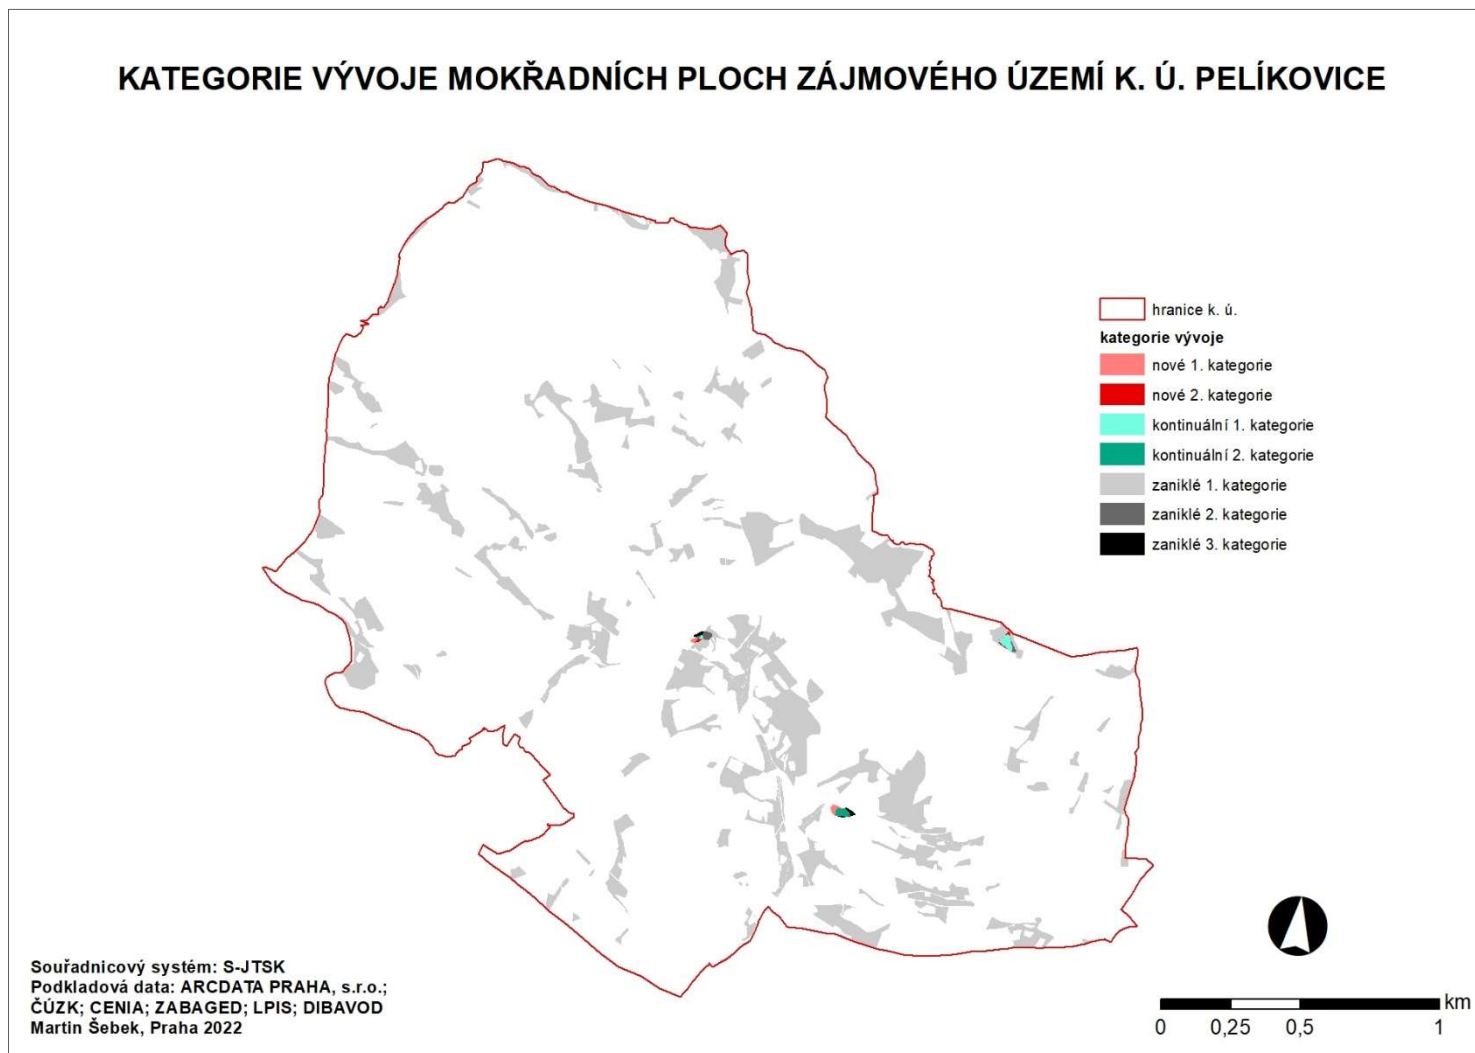 KATEGORIE VÝVOJE MOKŘADNÍCH PLOCH ZÁJMOVÉHO ÚZEMÍ K. Ú. PELÍKOVICE
hranice k. ú.
kategorie vývoje
nové 1. kategorie
nové 2. kategorie
kontinuální 1. kategorie
kontinuální 2. kategorie
zaniklé 1. kategorie
zaniklé 2. kategorie
zaniklé 3. kategorie
Souřadnicový systém: S-JTSK
Podkladová data: ARCDATA PRAHA, s.r.o.;
ČÚZK; CENIA; ZABAGED; LPIS; DIBAVOD
Martin Šebek, Praha 2022
km
0 0,25 0,5 1